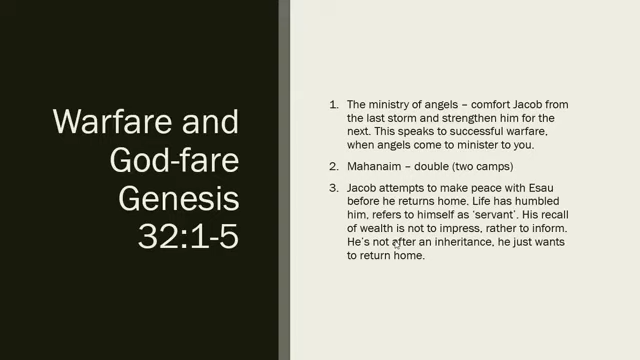 Warfare and
God-fare
Genesis
32:1-5
1. The ministry of angels – comfort Jacob from
the last storm and strengthen him for the
next. This speaks to successful warfare,
when angels come to minister to you.
2. Mahanaim – double (two camps)
3. Jacob attempts to make peace with Esau
before he returns home. Life has humbled
him, refers to himself as ‘servant’. His recall
of wealth is not to impress, rather to inform.
He’s not after an inheritance, he just wants
to return home.